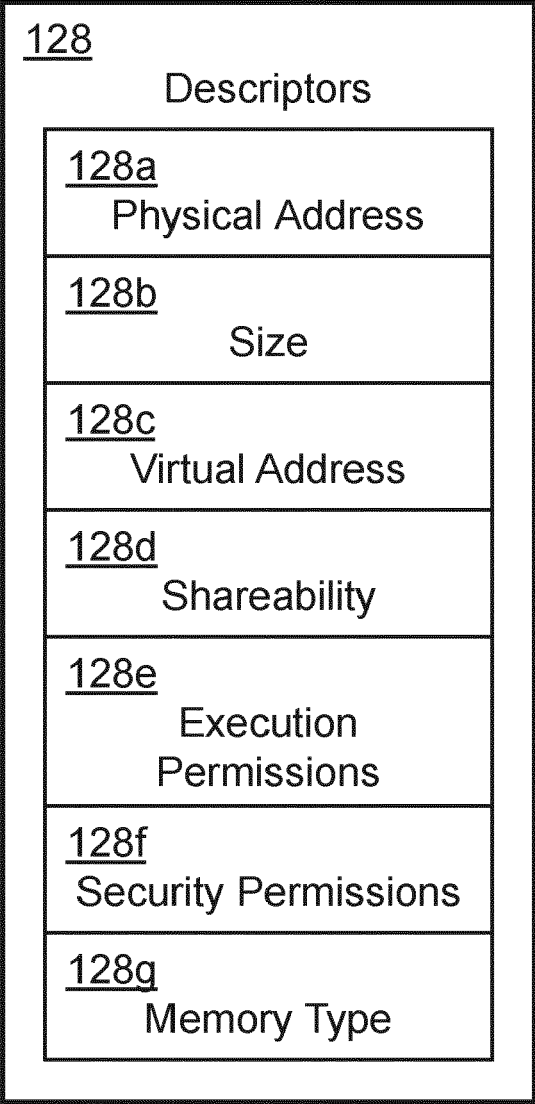 128
Descriptors
128a
Physical Address
128b
Size
128c
Virtual Address
128d
Shareability
128e
Execution
Permissions
128f
Security Permissions
128g
Memory Type